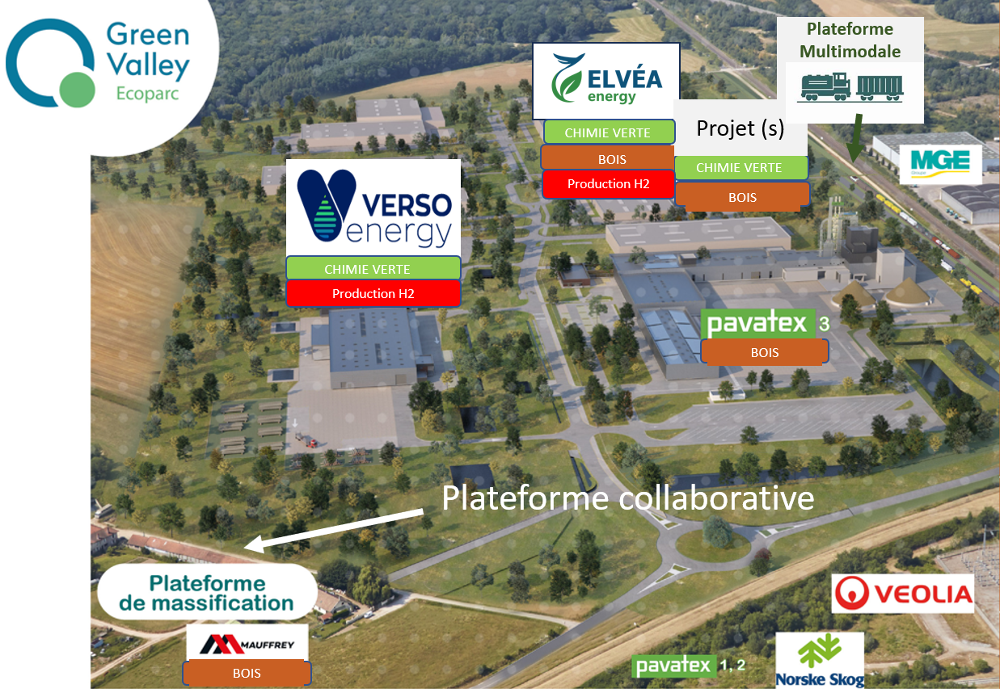 Green
Valley
Ecoparc
Plateforme
Multimodale
ELVÉA
energy
CHIMIE VERTE
BOIS
Production H2
Projet (s)
CHIMIE VERTE
BOIS
MGE
VERSO
energy
CHIMIE VERTE
Production H2
pavatex 3
BOIS
Plateforme collaborative
Plateforme
de massification
MAUFFREY
BOIS
VEOLIA
pavatex 1, 2
Norske Skog